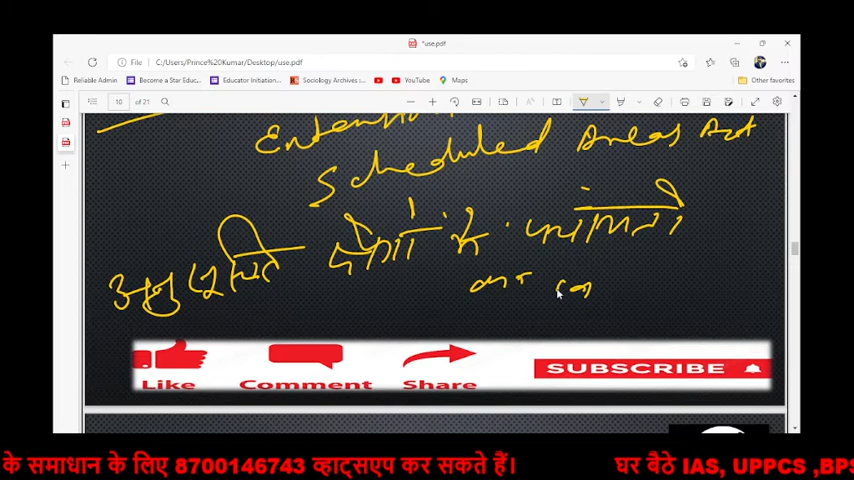 *use.pdf
File C:/Users/Prince%20Kumar/Desktop/use.pdf
Reliable Admin Become a Star Educ... Educator Initiation... Sociology Archives :... YouTube Maps Other favorites
10 of 21
Scheduled Areas Act
अनुसूचित क्षेत्रों में पंचायतों
Like Comment Share SUBSCRIBE
के समाधान के लिए 8700146743 व्हाट्सएप कर सकते हैं। घर बैठे IAS, UPPCS ,BPS